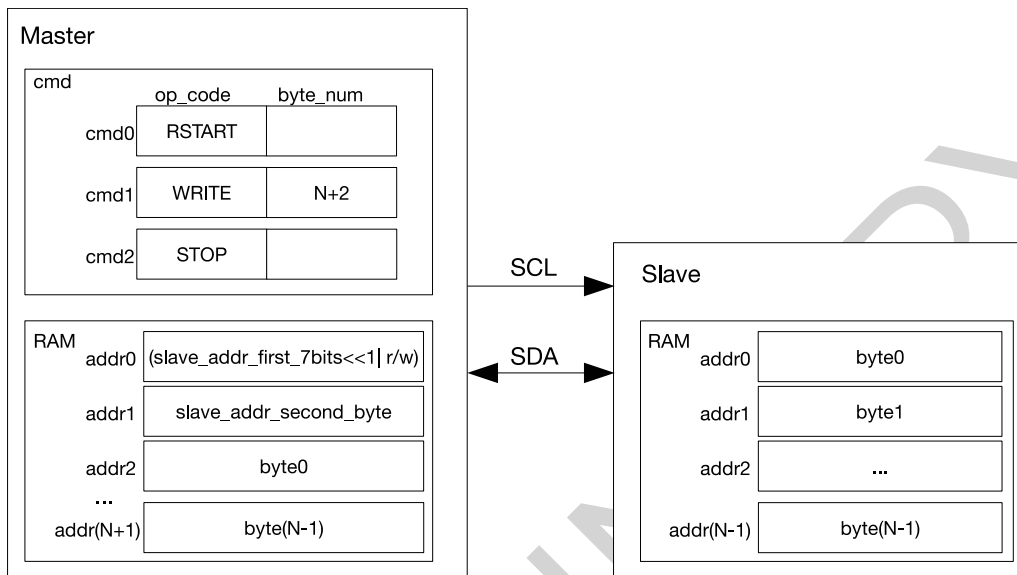 Master
cmd
op_code byte_num
cmd0 RSTART
cmd1 WRITE N+2
cmd2 STOP
RAM
addr0 (slave_addr_first_7bits<<1| r/w)
addr1 slave_addr_second_byte
addr2 byte0
...
addr(N+1) byte(N-1)
SCL
SDA
Slave
RAM
addr0 byte0
addr1 byte1
addr2 ...
addr(N-1) byte(N-1)